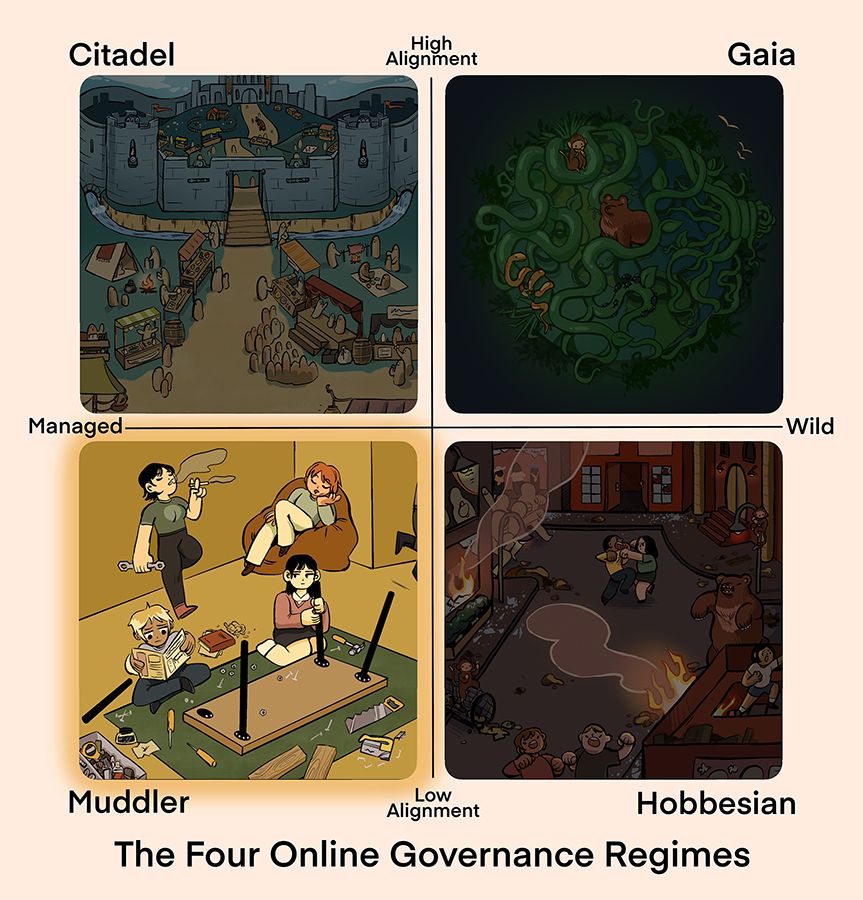 Citadel
High
Alignment
Gaia
Managed
Wild
Muddler
Low
Alignment
Hobbesian
The Four Online Governance Regimes